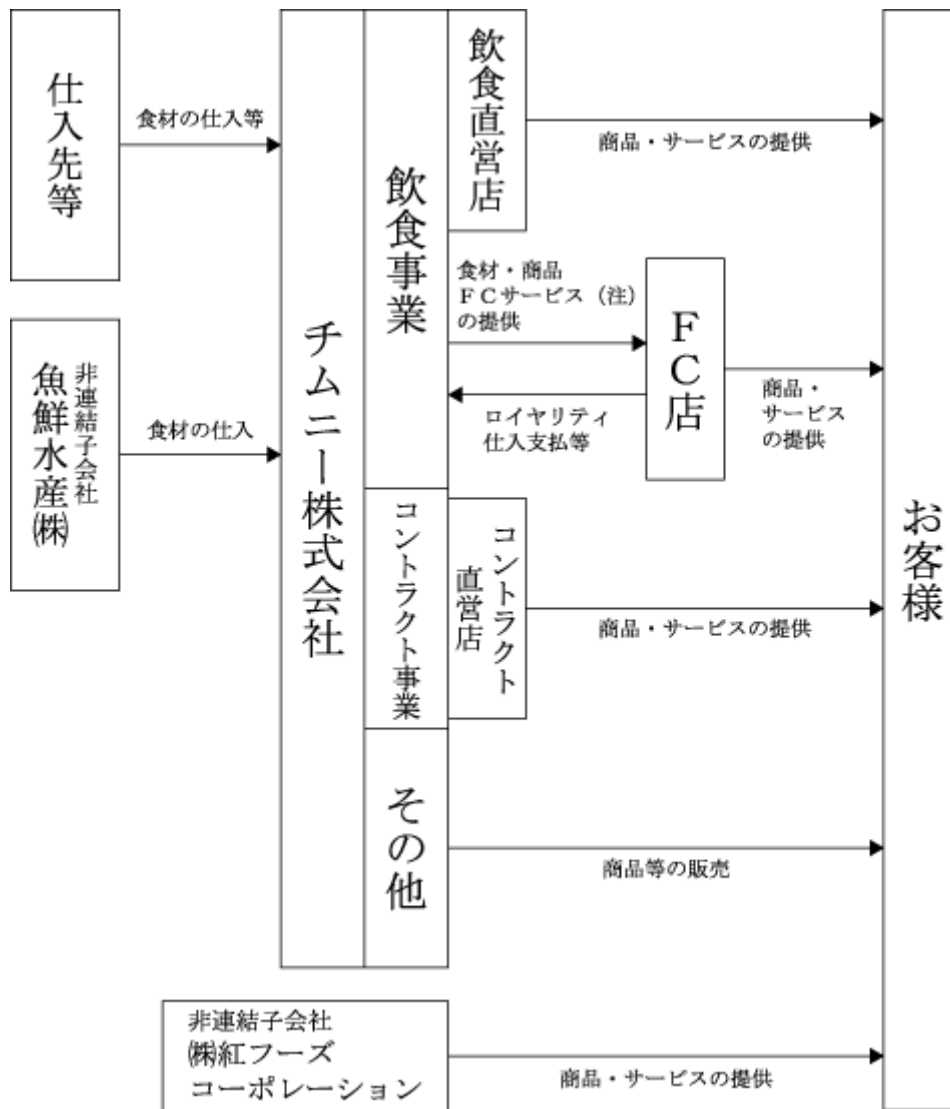 仕入先等
食材の仕入等
非連結子会社
魚鮮水産㈱
食材の仕入
チムニー株式会社
飲食事業
飲食直営店
商品・サービスの提供
食材・商品
ＦＣサービス（注）
の提供
ロイヤリティ
仕入支払等
ＦＣ店
商品・
サービス
の提供
コントラクト事業
コントラクト
直営店
商品・サービスの提供
その他
商品等の販売
非連結子会社
㈱紅フーズ
コーポレーション
商品・サービスの提供
お客様